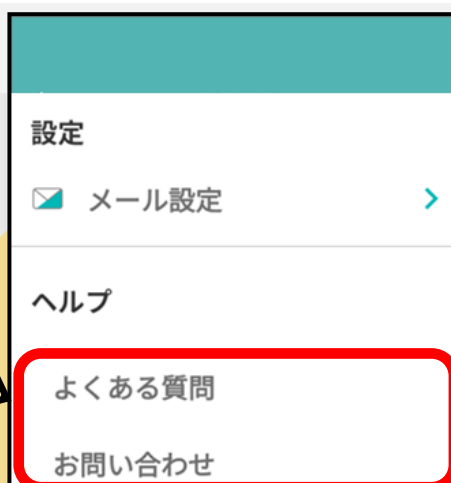 設定
メール設定
ヘルプ
よくある質問
お問い合わせ